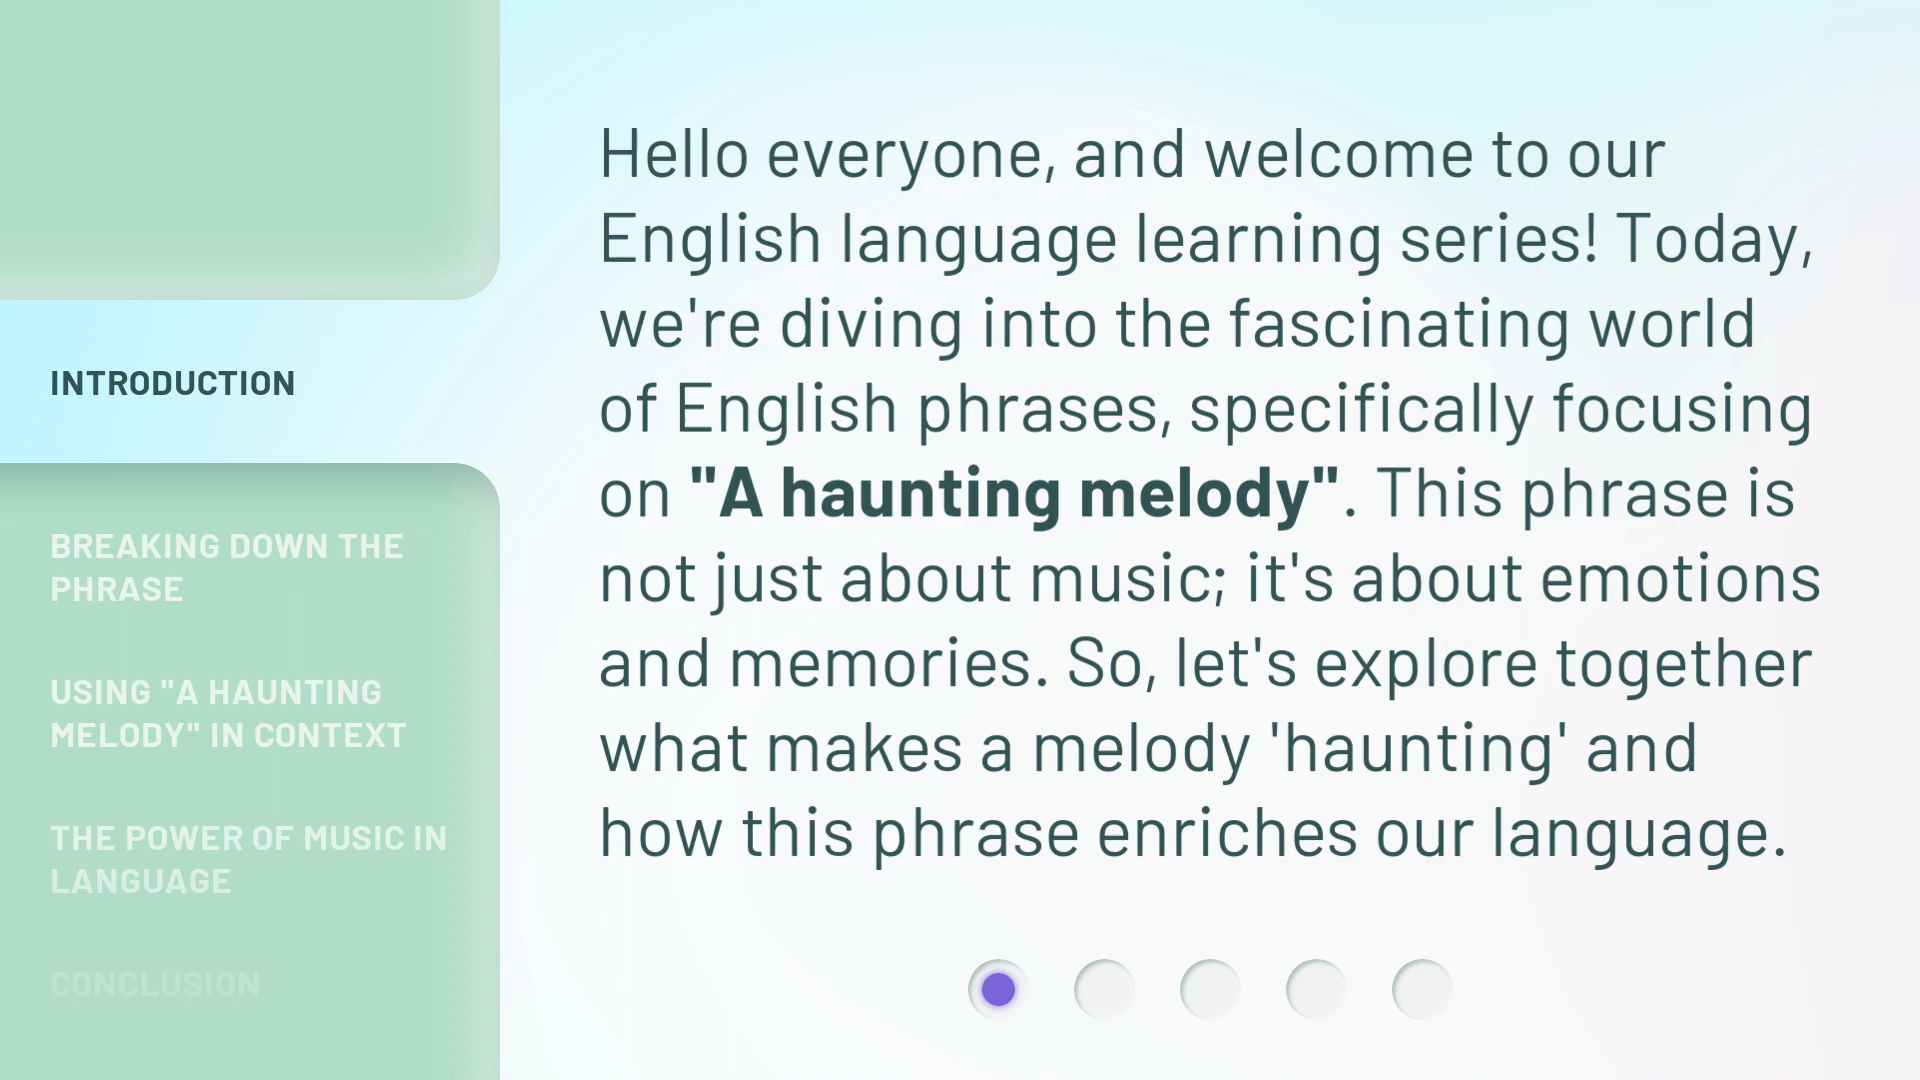 INTRODUCTION
BREAKING DOWN THE
PHRASE
USING "A HAUNTING
MELODY" IN CONTEXT
THE POWER OF MUSIC IN
LANGUAGE
CONCLUSION
Hello everyone, and welcome to our
English language learning series! Today,
we're diving into the fascinating world
of English phrases, specifically focusing
on "A haunting melody". This phrase is
not just about music; it's about emotions
and memories. So, let's explore together
what makes a melody 'haunting' and
how this phrase enriches our language.